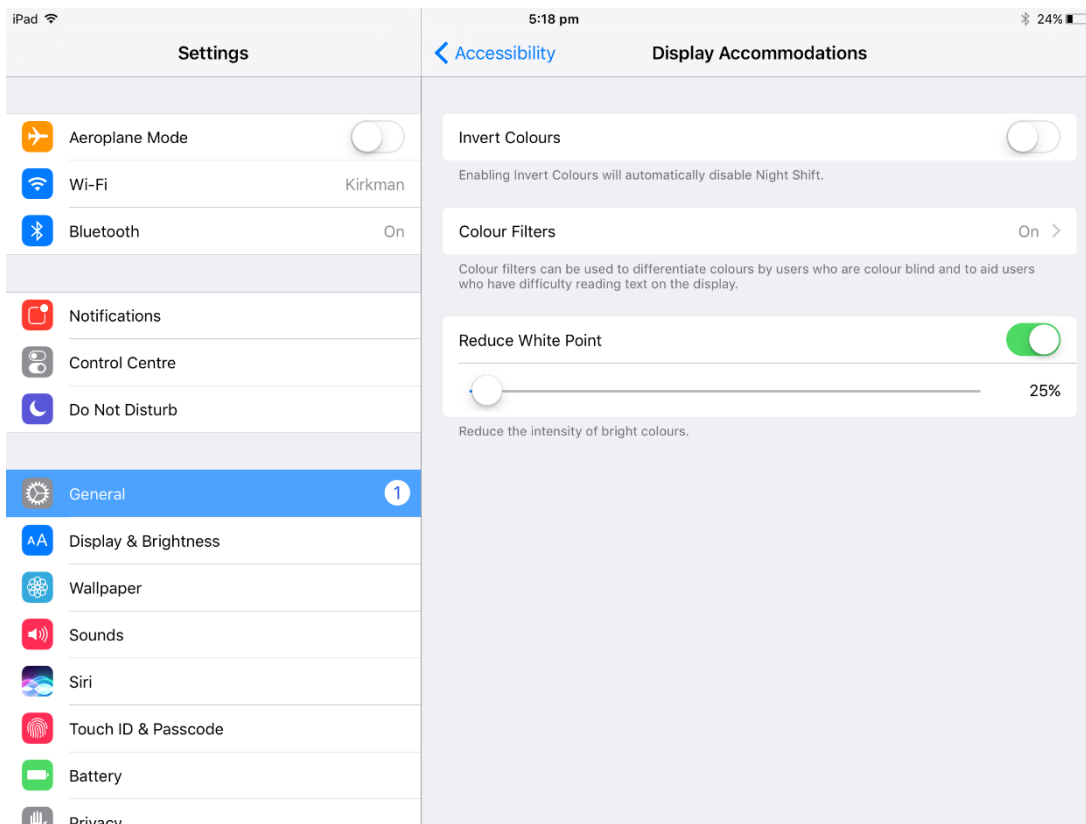 iPad 5:18 pm 24%
Settings
Aeroplane Mode
Wi-Fi Kirkman
Bluetooth On
Notifications
Control Centre
Do Not Disturb
General 1
AA Display & Brightness
Wallpaper
Sounds
Siri
Touch ID & Passcode
Battery
Privacy
Accessibility Display Accommodations
Invert Colours
Enabling Invert Colours will automatically disable Night Shift.
Colour Filters On
Colour filters can be used to differentiate colours by users who are colour blind and to aid users
who have difficulty reading text on the display.
Reduce White Point
25%
Reduce the intensity of bright colours.